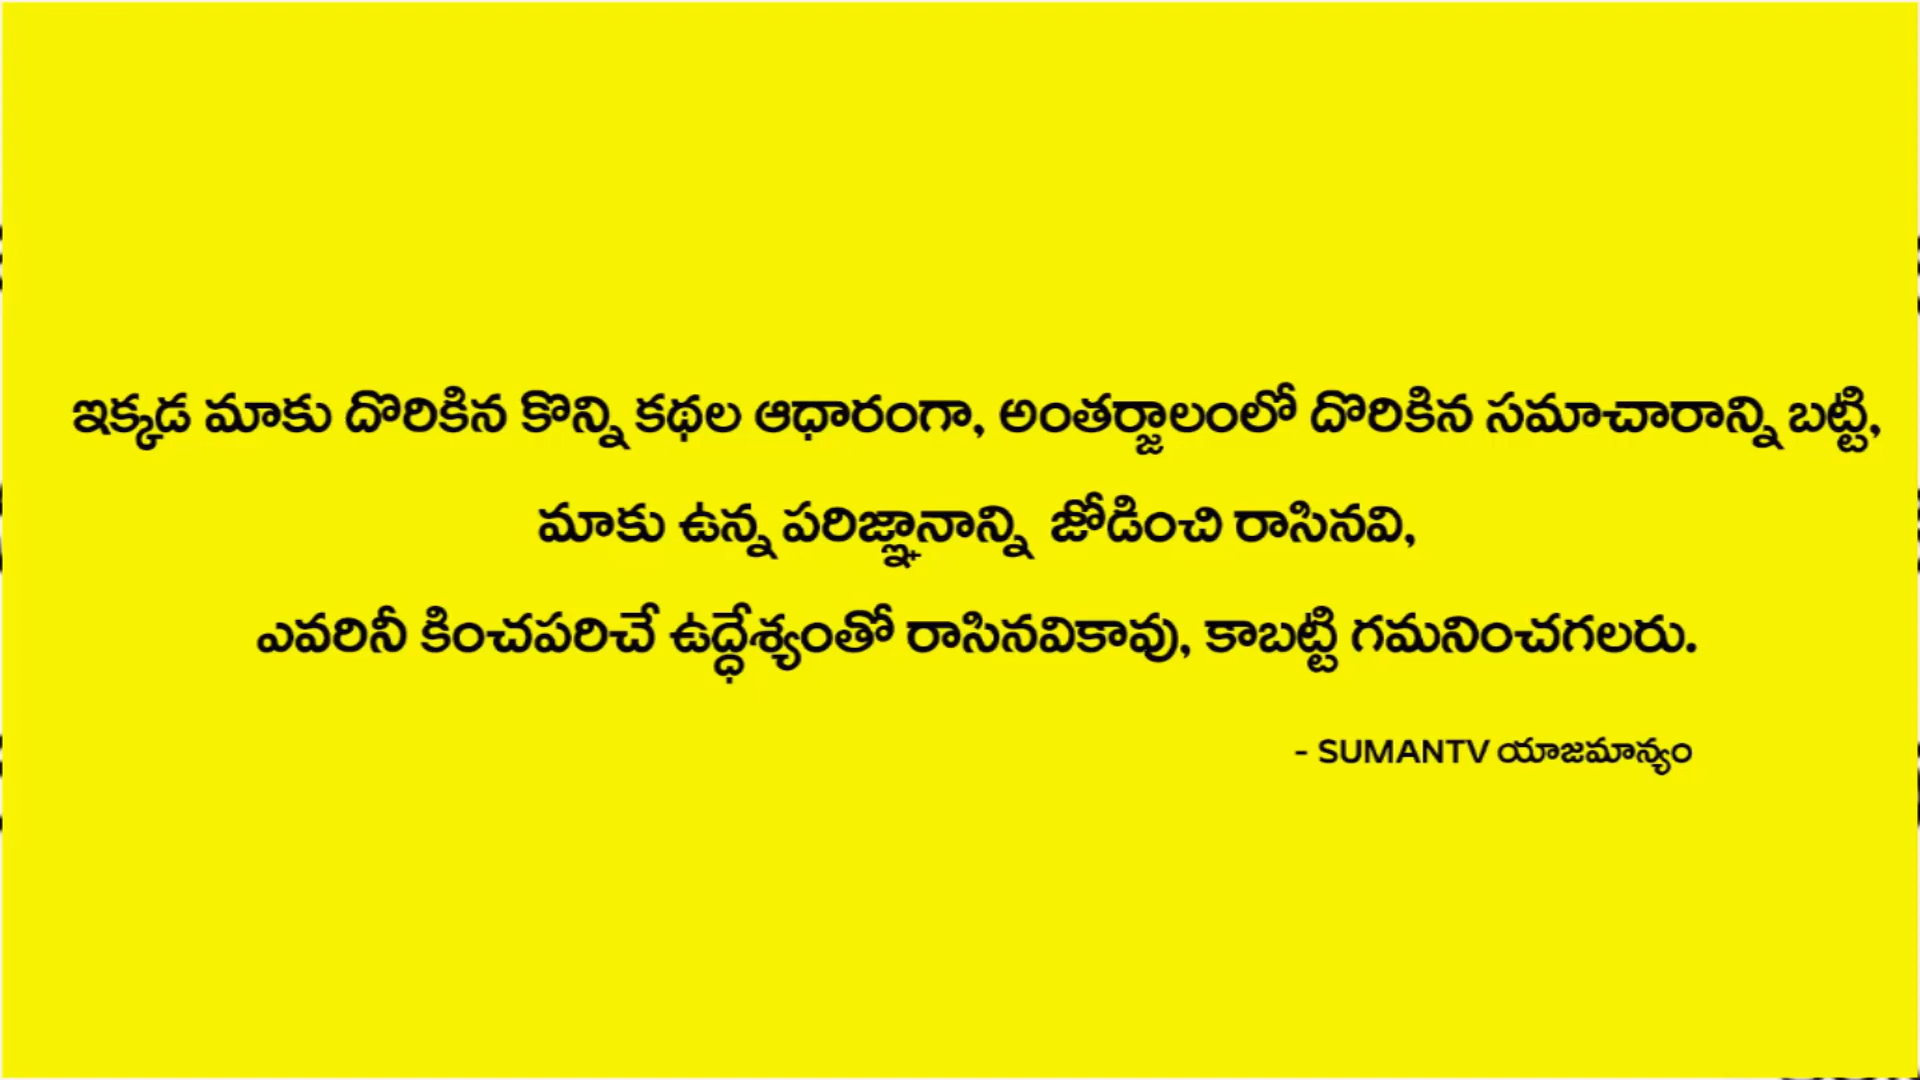 ఇక్కడ మాకు దొరికిన కొన్ని కథల ఆధారంగా, అంతర్జాలంలో దొరికిన సమాచారాన్ని బట్టి,
మాకు ఉన్న పరిజ్ఞానాన్ని జోడించి రాసినవి,
ఎవరినీ కించపరిచే ఉద్ధేశ్యంతో రాసినవికావు, కాబట్టి గమనించగలరు.
- SUMANTV యాజమాన్యం